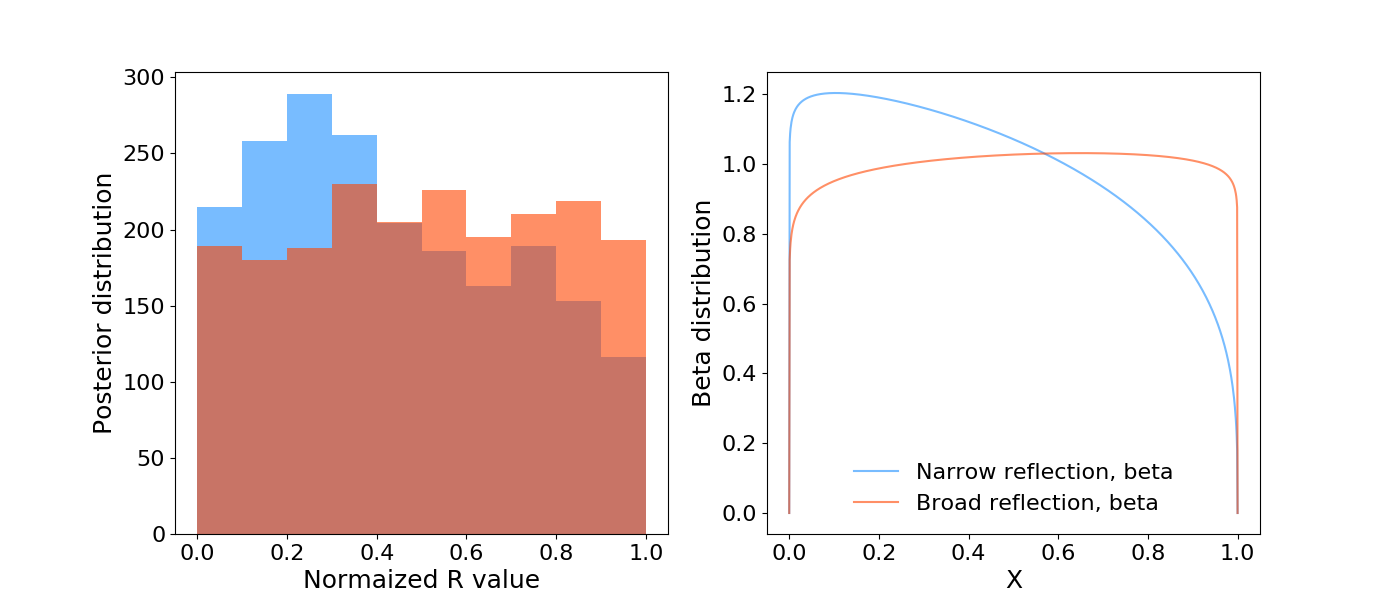 Posterior distribution
300
250
200
150
100
50
0
0.0 0.2 0.4 0.6 0.8 1.0
Normaized R value
Beta distribution
1.2
1.0
0.8
0.6
0.4
0.2
0.0
Narrow reflection, beta
Broad reflection, beta
0.0 0.2 0.4 0.6 0.8 1.0
X